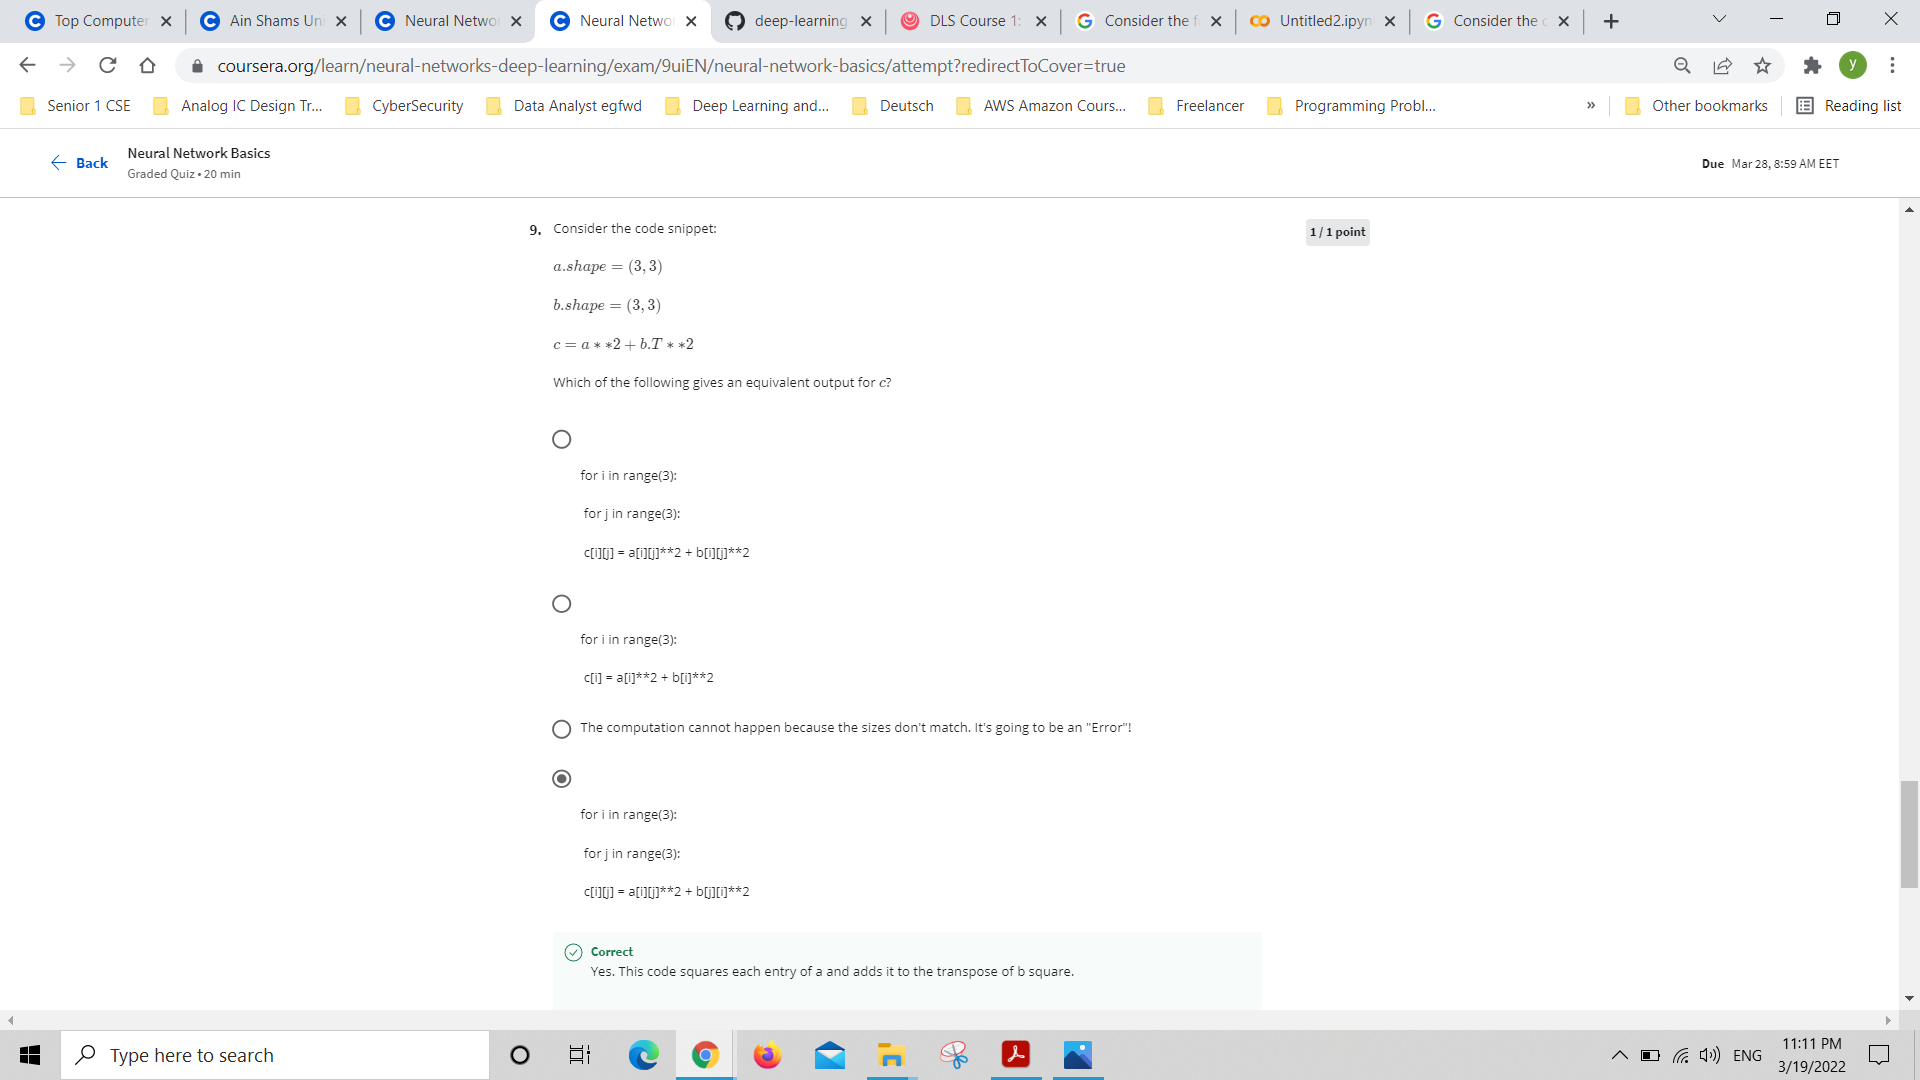 Top Computer
Ain Shams Uni
Neural Netwo
Neural Netwo
deep-learning
DLS Course 1:
Consider the f
Untitled2.ipyn
Consider the c
coursera.org/learn/neural-networks-deep-learning/exam/9uiEN/neural-network-basics/attempt?redirectToCover=true
y
Senior 1 CSE
Analog IC Design Tr...
CyberSecurity
Data Analyst egfwd
Deep Learning and...
Deutsch
AWS Amazon Cours...
Freelancer
Programming Probl...
»
Other bookmarks
Reading list
Back
Neural Network Basics
Graded Quiz • 20 min
Due Mar 28, 8:59 AM EET
9. Consider the code snippet:
1 / 1 point
a.shape = (3, 3)
b.shape = (3, 3)
c = a ∗ ∗2 + b.T ∗ ∗2
Which of the following gives an equivalent output for c?
for i in range(3):
for j in range(3):
c[i][j] = a[i][j]**2 + b[i][j]**2
for i in range(3):
c[i] = a[i]**2 + b[i]**2
The computation cannot happen because the sizes don't match. It's going to be an "Error"!
for i in range(3):
for j in range(3):
c[i][j] = a[i][j]**2 + b[j][i]**2
Correct
Yes. This code squares each entry of a and adds it to the transpose of b square.
Type here to search
ENG
11:11 PM
3/19/2022